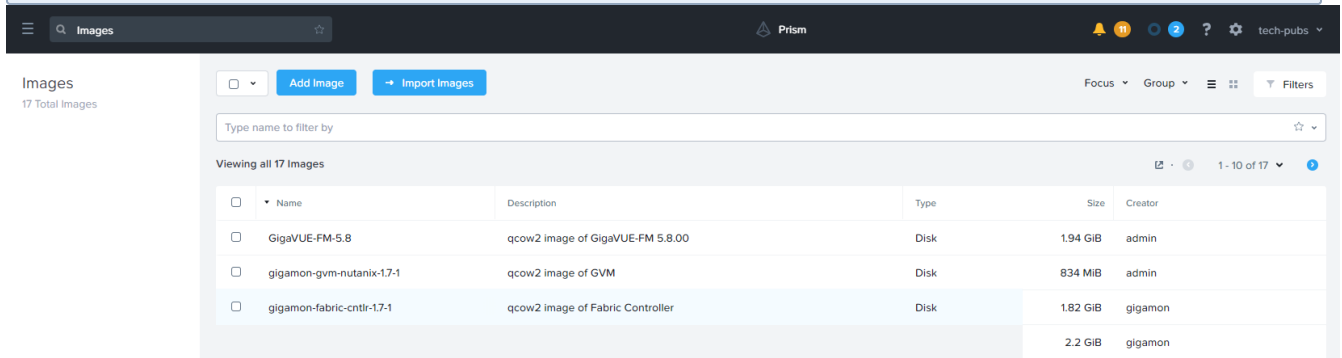 Images
Prism
11
2
?
tech-pubs
Images
17 Total Images
Add Image
Import Images
Focus
Group
Filters
Type name to filter by
Viewing all 17 Images
1 - 10 of 17
Name Description Type Size Creator
GigaVUE-FM-5.8 qcow2 image of GigaVUE-FM 5.8.00 Disk 1.94 GiB admin
gigamon-gvm-nutanix-1.7-1 qcow2 image of GVM Disk 834 MiB admin
gigamon-fabric-cntlr-1.7-1 qcow2 image of Fabric Controller Disk 1.82 GiB gigamon
2.2 GiB gigamon